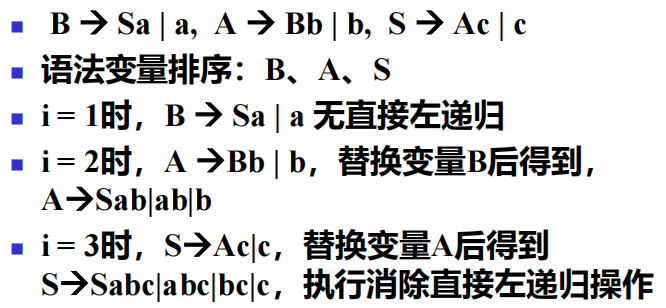 B → Sa | a, A → Bb | b, S → Ac | c
语法变量排序：B、A、S
i = 1时，B → Sa | a 无直接左递归
i = 2时，A →Bb | b，替换变量B后得到，
A→Sab|ab|b
i = 3时，S→Ac|c，替换变量A后得到
S→Sabc|abc|bc|c，执行消除直接左递归操作